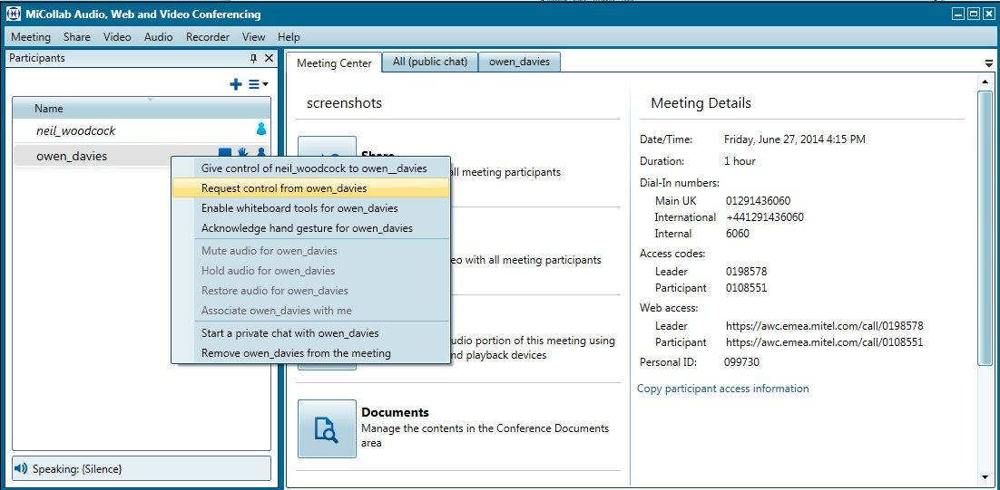 MiCollab Audio, Web and Video Conferencing
Meeting Share Video Audio Recorder View Help
Participants
Name
neil_woodcock
owen_davies
Give control of neil_woodcock to owen__davies
Request control from owen_davies
Enable whiteboard tools for owen_davies
Acknowledge hand gesture for owen_davies
Mute audio for owen_davies
Hold audio for owen_davies
Restore audio for owen_davies
Associate owen_davies with me
Start a private chat with owen_davies
Remove owen_davies from the meeting
Speaking: {Silence}
Meeting Center All (public chat) owen_davies
screenshots
Share
all meeting participants
eo with all meeting participants
udio portion of this meeting using
nd playback devices
Documents
Manage the contents in the Conference Documents
area
Meeting Details
Date/Time: Friday, June 27, 2014 4:15 PM
Duration: 1 hour
Dial-In numbers:
Main UK 01291436060
International +441291436060
Internal 6060
Access codes:
Leader 0198578
Participant 0108551
Web access:
Leader https://awc.emea.mitel.com/call/0198578
Participant https://awc.emea.mitel.com/call/0108551
Personal ID: 099730
Copy participant access information